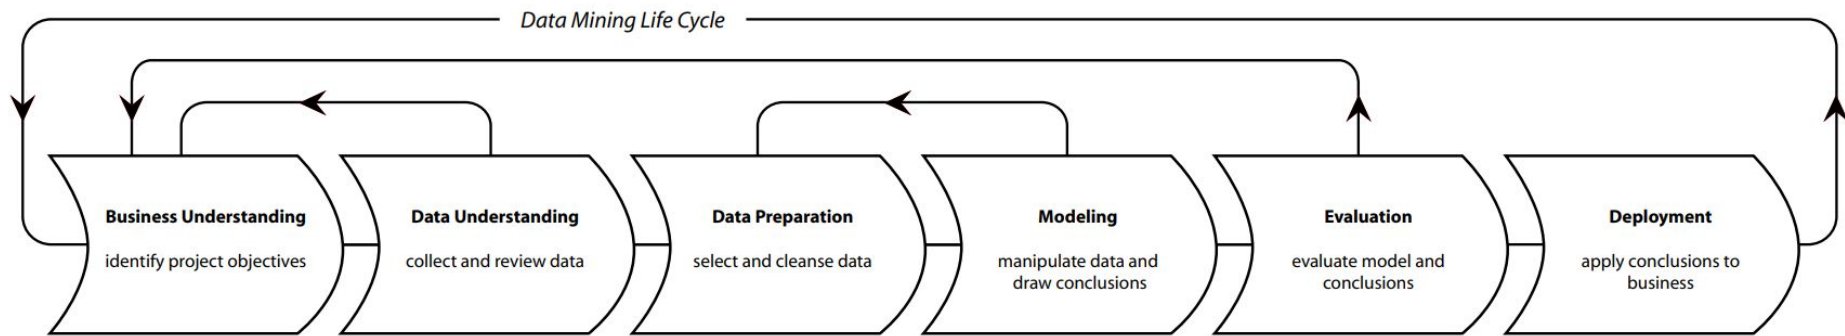 Data Mining Life Cycle
Business Understanding
identify project objectives
Data Understanding
collect and review data
Data Preparation
select and cleanse data
Modeling
manipulate data and
draw conclusions
Evaluation
evaluate model and
conclusions
Deployment
apply conclusions to
business